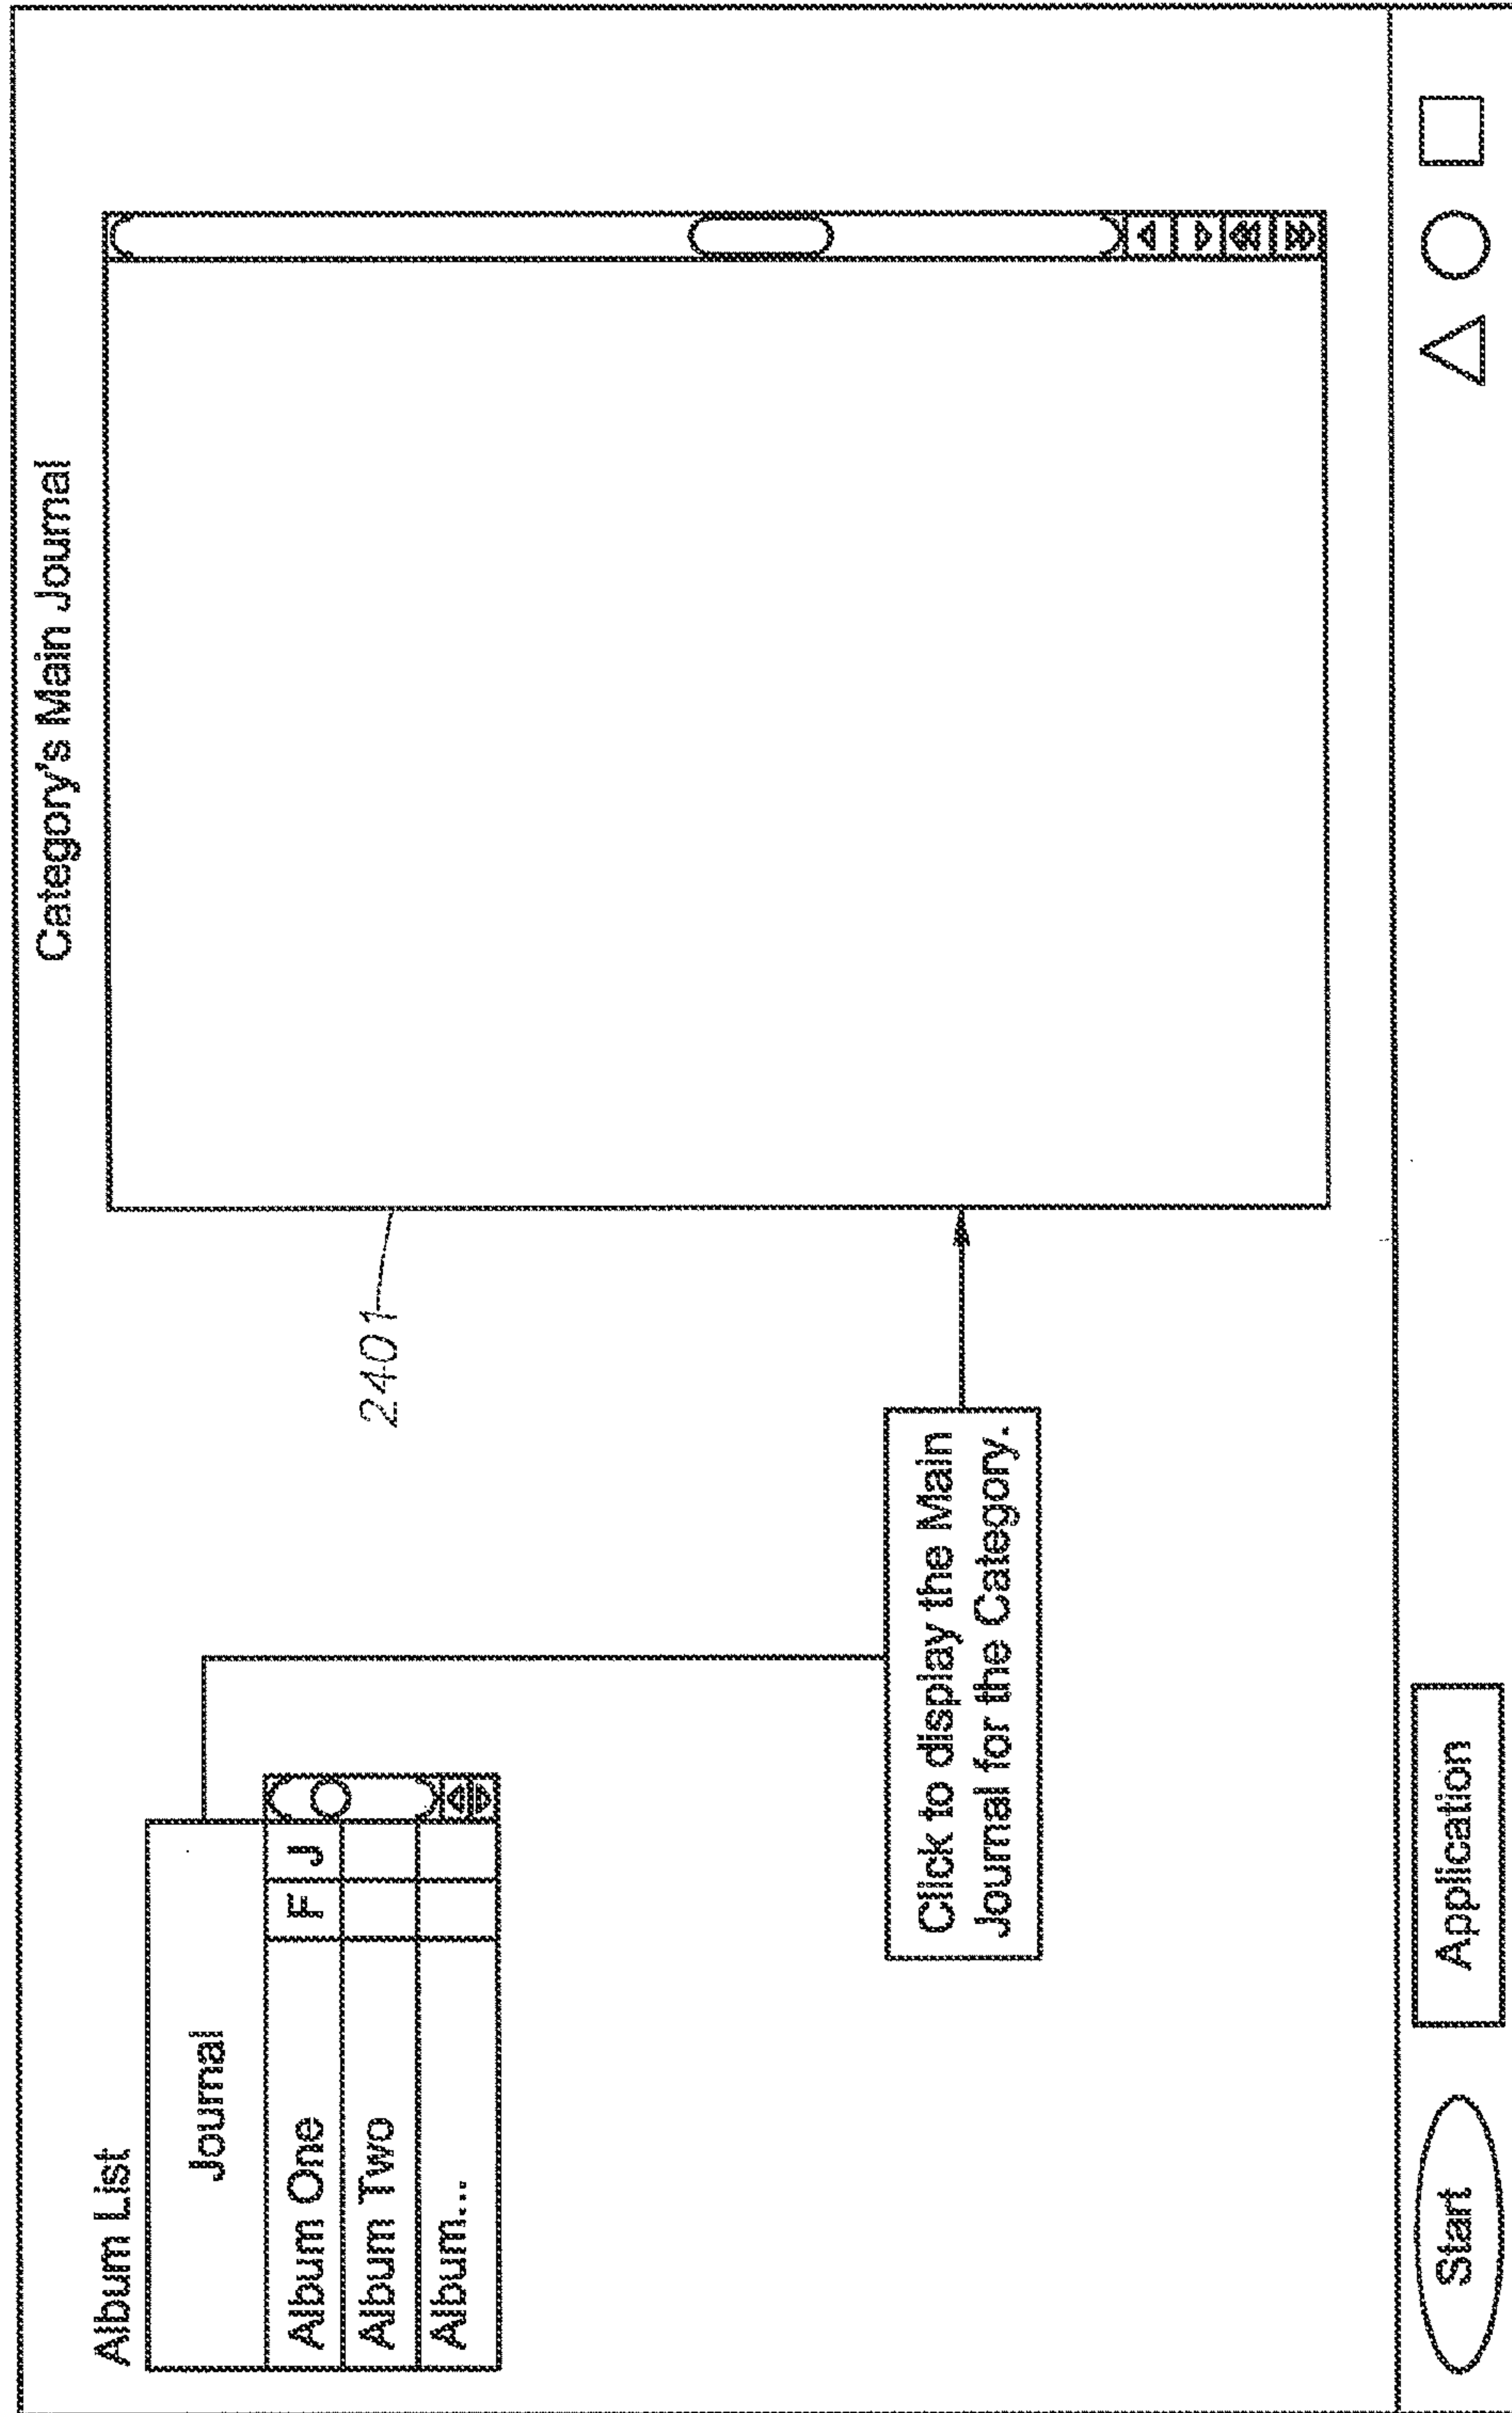 Category's Main Journal
Album List
Journal
Album One F J
Album Two
Album...
2401
Click to display the Main
Journal for the Category.
Start
Application